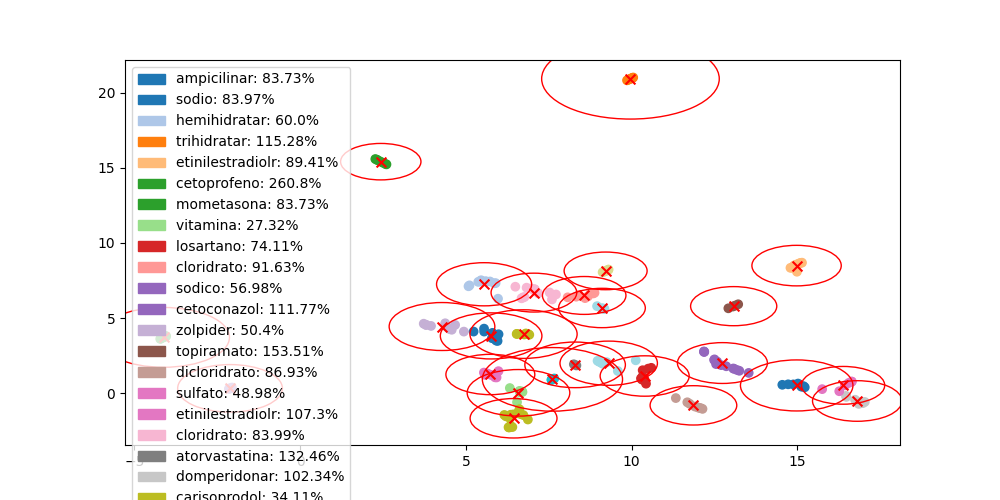 20
15
10
5
0
ampicilinar: 83.73%
sodio: 83.97%
hemihidratar: 60.0%
trihidratar: 115.28%
etinilestradiolr: 89.41%
cetoprofeno: 260.8%
mometasona: 83.73%
vitamina: 27.32%
losartano: 74.11%
cloridrato: 91.63%
sodico: 56.98%
cetoconazol: 111.77%
zolpider: 50.4%
topiramato: 153.51%
dicloridrato: 86.93%
sulfato: 48.98%
etinilestradiolr: 107.3%
cloridrato: 83.99%
atorvastatina: 132.46%
domperidonar: 102.34%
carisoprodol: 34.11%
−5 0 5 10 15